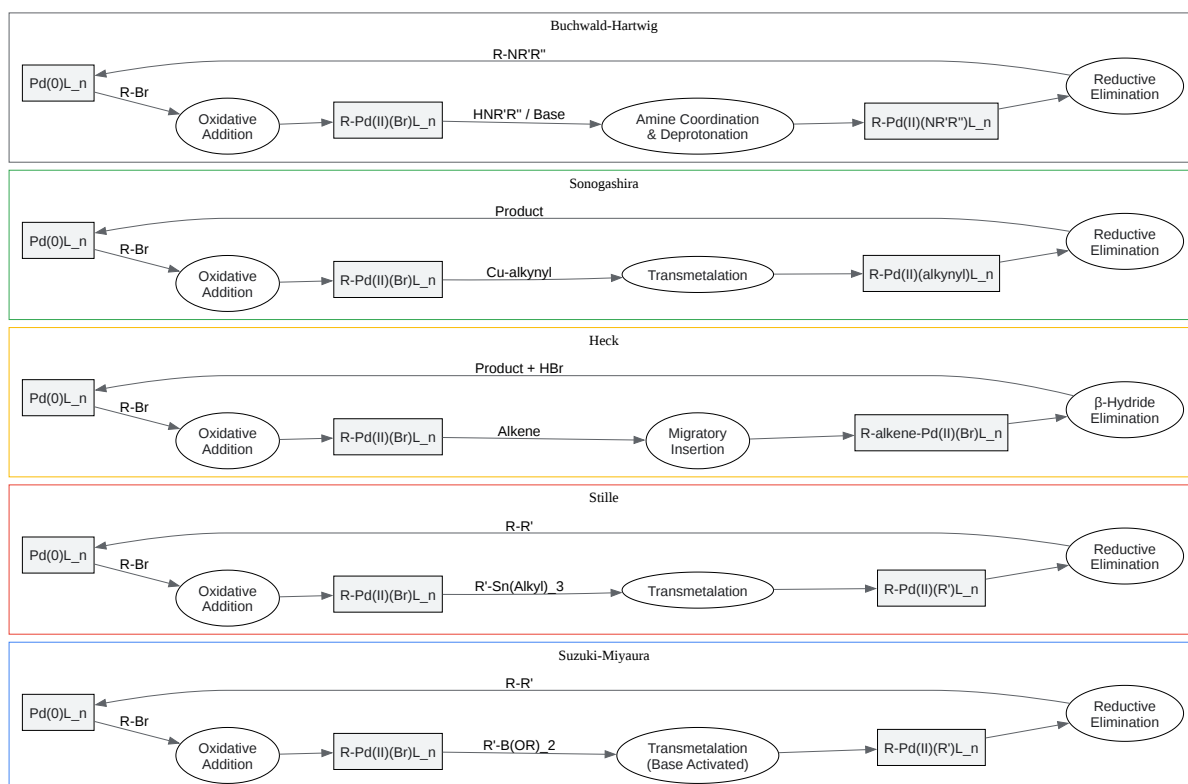 Buchwald-Hartwig
R-NR'R"
Pd(0)L_n
R-Br
Oxidative
Addition
R-Pd(II)(Br)L_n
HNR'R" / Base
Amine Coordination
& Deprotonation
R-Pd(II)(NR'R")L_n
Reductive
Elimination
Sonogashira
Product
Pd(0)L_n
R-Br
Oxidative
Addition
R-Pd(II)(Br)L_n
Cu-alkynyl
Transmetalation
R-Pd(II)(alkynyl)L_n
Reductive
Elimination
Heck
Product + HBr
Pd(0)L_n
R-Br
Oxidative
Addition
R-Pd(II)(Br)L_n
Alkene
Migratory
Insertion
R-alkene-Pd(II)(Br)L_n
β-Hydride
Elimination
Stille
R-R'
Pd(0)L_n
R-Br
Oxidative
Addition
R-Pd(II)(Br)L_n
R'-Sn(Alkyl)_3
Transmetalation
R-Pd(II)(R')L_n
Reductive
Elimination
Suzuki-Miyaura
R-R'
Pd(0)L_n
R-Br
Oxidative
Addition
R-Pd(II)(Br)L_n
R'-B(OR)_2
Transmetalation
(Base Activated)
R-Pd(II)(R')L_n
Reductive
Elimination